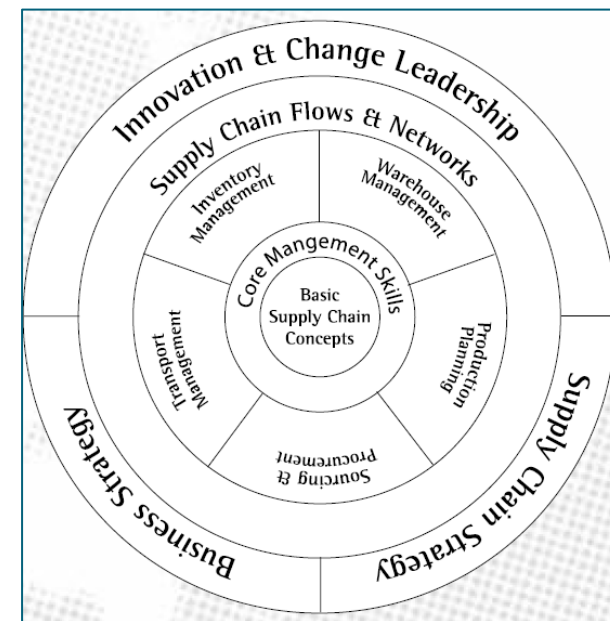 Innovation & Change Leadership
Supply Chain Flows & Networks
Inventory
Management
Warehouse
Management
Core Mangement Skills
Basic
Supply Chain
Concepts
Transport
Management
Production
Planning
Sourcing &
Procurement
Business Strategy
Supply Chain Strategy